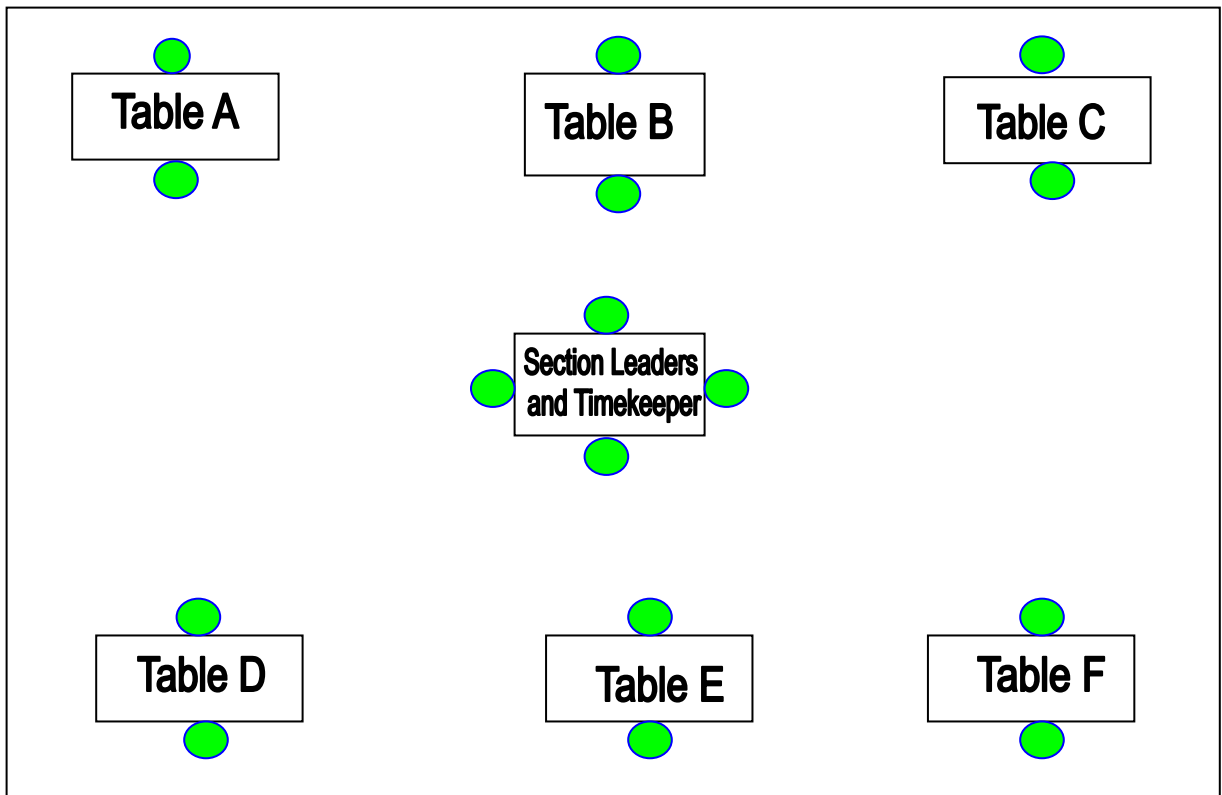 Table A
Table B
Table C
Section Leaders
and Timekeeper
Table D
Table E
Table F